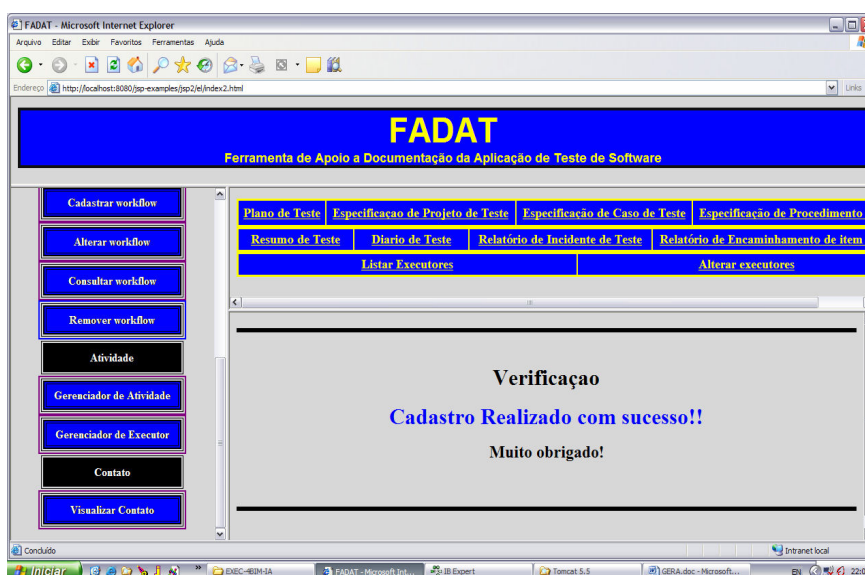 FADAT - Microsoft Internet Explorer
Arquivo Editar Exibir Favoritos Ferramentas Ajuda
Endereço http://localhost:8080/jsp-examples/jsp2/el/index2.html Links
FADAT
Ferramenta de Apoio a Documentação da Aplicação de Teste de Software
Cadastrar workflow
Alterar workflow
Consultar workflow
Remover workflow
Atividade
Gerenciador de Atividade
Gerenciador de Executor
Contato
Visualizar Contato
Plano de Teste Especificaçao de Projeto de Teste Especificação de Caso de Teste Especificação de Procedimento
Resumo de Teste Diario de Teste Relatório de Incidente de Teste Relatório de Encaminhamento de item
Listar Executores Alterar executores
Verificaçao
Cadastro Realizado com sucesso!!
Muito obrigado!
Concluído Intranet local
Iniciar EXEC-4BIM-IA FADAT - Microsoft Int... IB Expert Tomcat 5.5 GERA.doc - Microsoft... EN